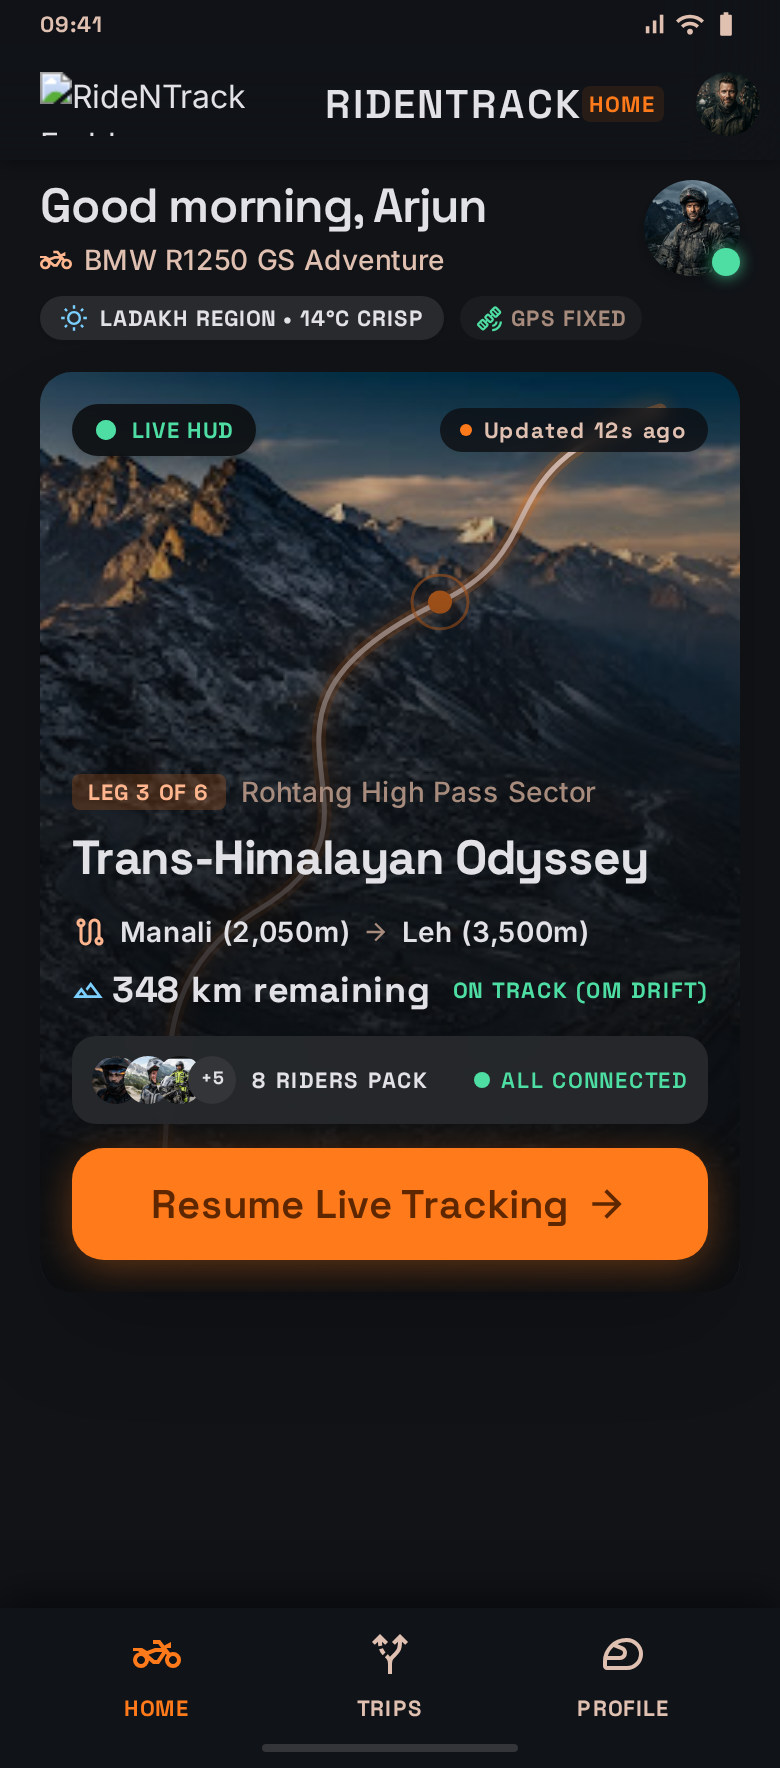 09:41
RideNTrack
RIDENTRACK HOME
Good morning, Arjun
BMW R1250 GS Adventure
LADAKH REGION • 14°C CRISP
GPS FIXED
LIVE HUD
Updated 12s ago
LEG 3 OF 6
Rohtang High Pass Sector
Trans-Himalayan Odyssey
Manali (2,050m) → Leh (3,500m)
348 km remaining
ON TRACK (0M DRIFT)
+5
8 RIDERS PACK
ALL CONNECTED
Resume Live Tracking →
HOME
TRIPS
PROFILE